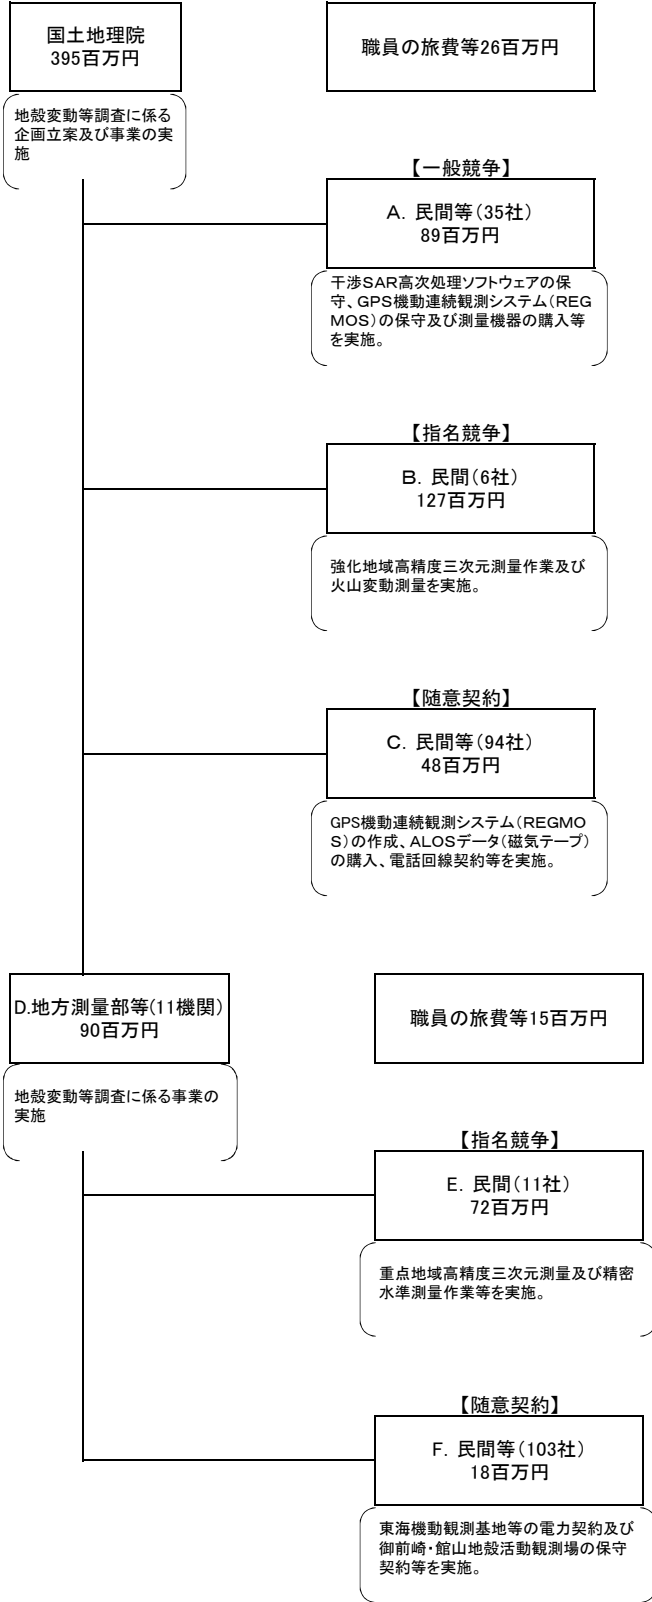 国土地理院
395百万円
職員の旅費等26百万円
地殻変動等調査に係る
企画立案及び事業の実
施
【一般競争】
A．民間等(35社)
89百万円
干渉SAR高次処理ソフトウェアの保
守、GPS機動連続観測システム(REG
MOS)の保守及び測量機器の購入等
を実施。
【指名競争】
B．民間(6社)
127百万円
強化地域高精度三次元測量作業及び
火山変動測量を実施。
【随意契約】
C．民間等(94社)
48百万円
GPS機動連続観測システム(REGMO
S)の作成、ALOSデータ(磁気テープ)
の購入、電話回線契約等を実施。
D.地方測量部等(11機関)
90百万円
職員の旅費等15百万円
地殻変動等調査に係る事業の
実施
【指名競争】
E．民間(11社)
72百万円
重点地域高精度三次元測量及び精密
水準測量作業等を実施。
【随意契約】
F．民間等(103社)
18百万円
東海機動観測基地等の電力契約及び
御前崎・館山地殻活動観測場の保守
契約等を実施。